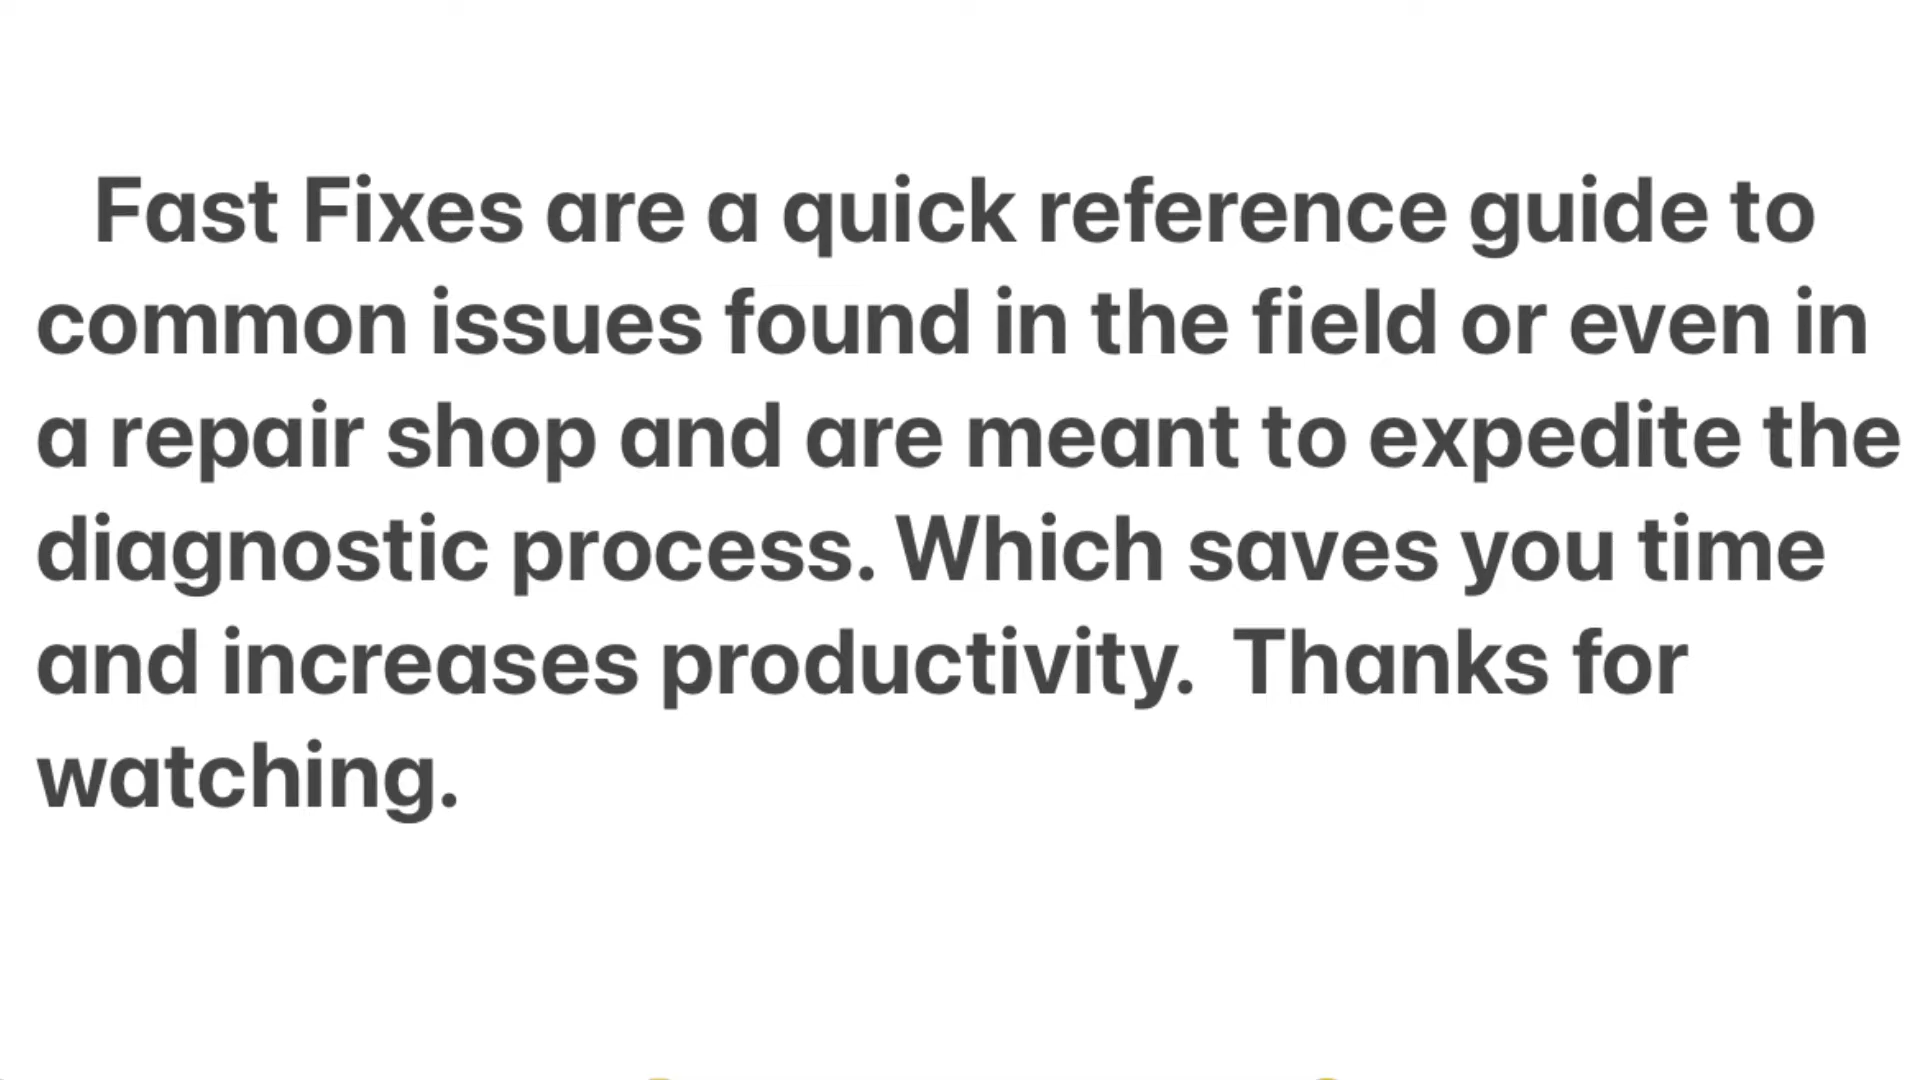 Fast Fixes are a quick reference guide to
common issues found in the field or even in
a repair shop and are meant to expedite the
diagnostic process. Which saves you time
and increases productivity.  Thanks for
watching.